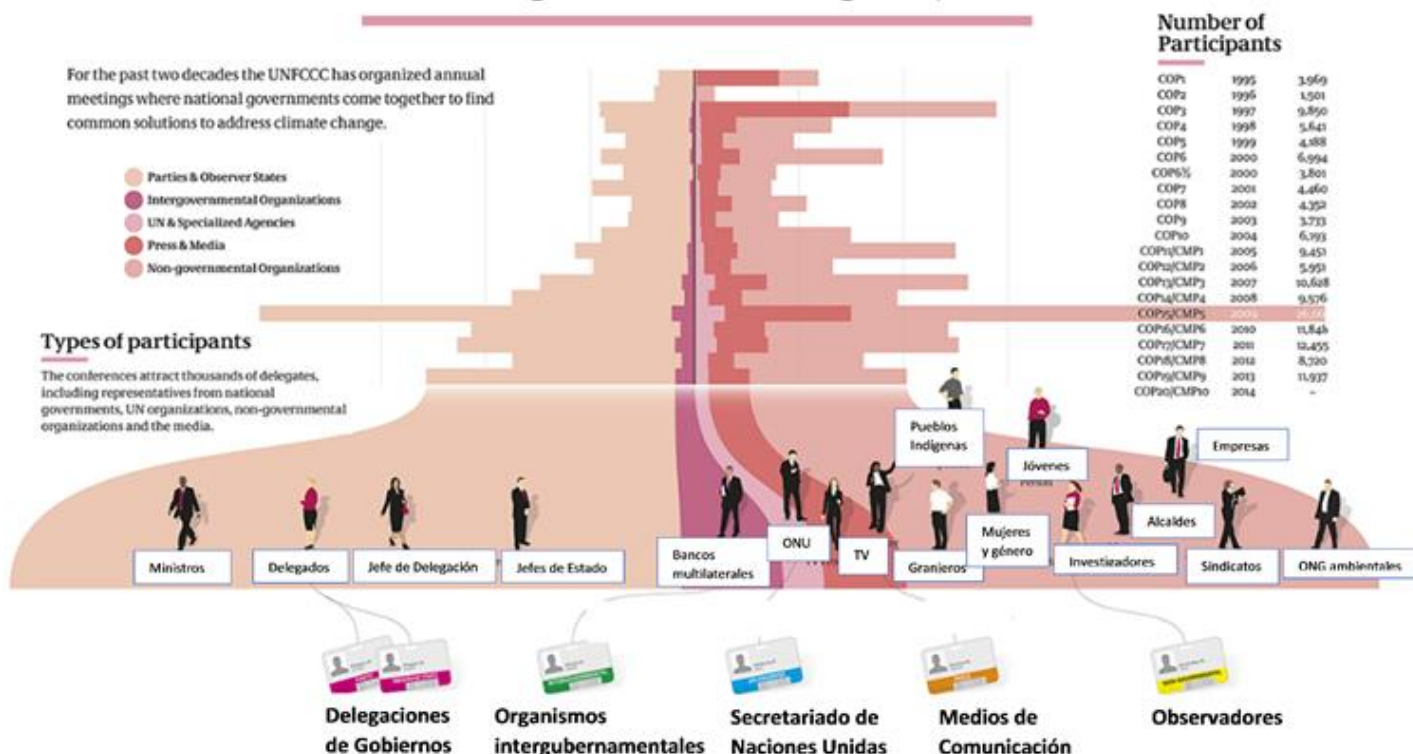 For the past two decades the UNFCCC has organized annual
meetings where national governments come together to find
common solutions to address climate change.
Parties & Observer States
Intergovernmental Organizations
UN & Specialized Agencies
Press & Media
Non-governmental Organizations
Types of participants
The conferences attract thousands of delegates,
including representatives from national
governments, UN organizations, non-governmental
organizations and the media.
Number of
Participants
COP1 1995 3,969
COP2 1996 1,501
COP3 1997 9,850
COP4 1998 5,641
COP5 1999 4,188
COP6 2000 6,994
COP6½ 2000 3,801
COP7 2001 4,460
COP8 2002 4,352
COP9 2003 3,733
COP10 2004 6,193
COP11/CMP1 2005 9,451
COP12/CMP2 2006 5,951
COP13/CMP3 2007 10,628
COP14/CMP4 2008 9,576
COP15/CMP5 2009
COP16/CMP6 2010 11,848
COP17/CMP7 2011 12,455
COP18/CMP8 2012 8,720
COP19/CMP9 2013 11,937
COP20/CMP10 2014 -
Pueblos
Indígenas
Jóvenes
Empresas
Ministros
Delegados
Jefe de Delegación
Jefes de Estado
Bancos
multilaterales
ONU
TV
Granjeros
Mujeres
y género
Investigadores
Alcaldes
Sindicatos
ONG ambientales
Delegaciones
de Gobiernos
Organismos
intergubernamentales
Secretariado de
Naciones Unidas
Medios de
Comunicación
Observadores